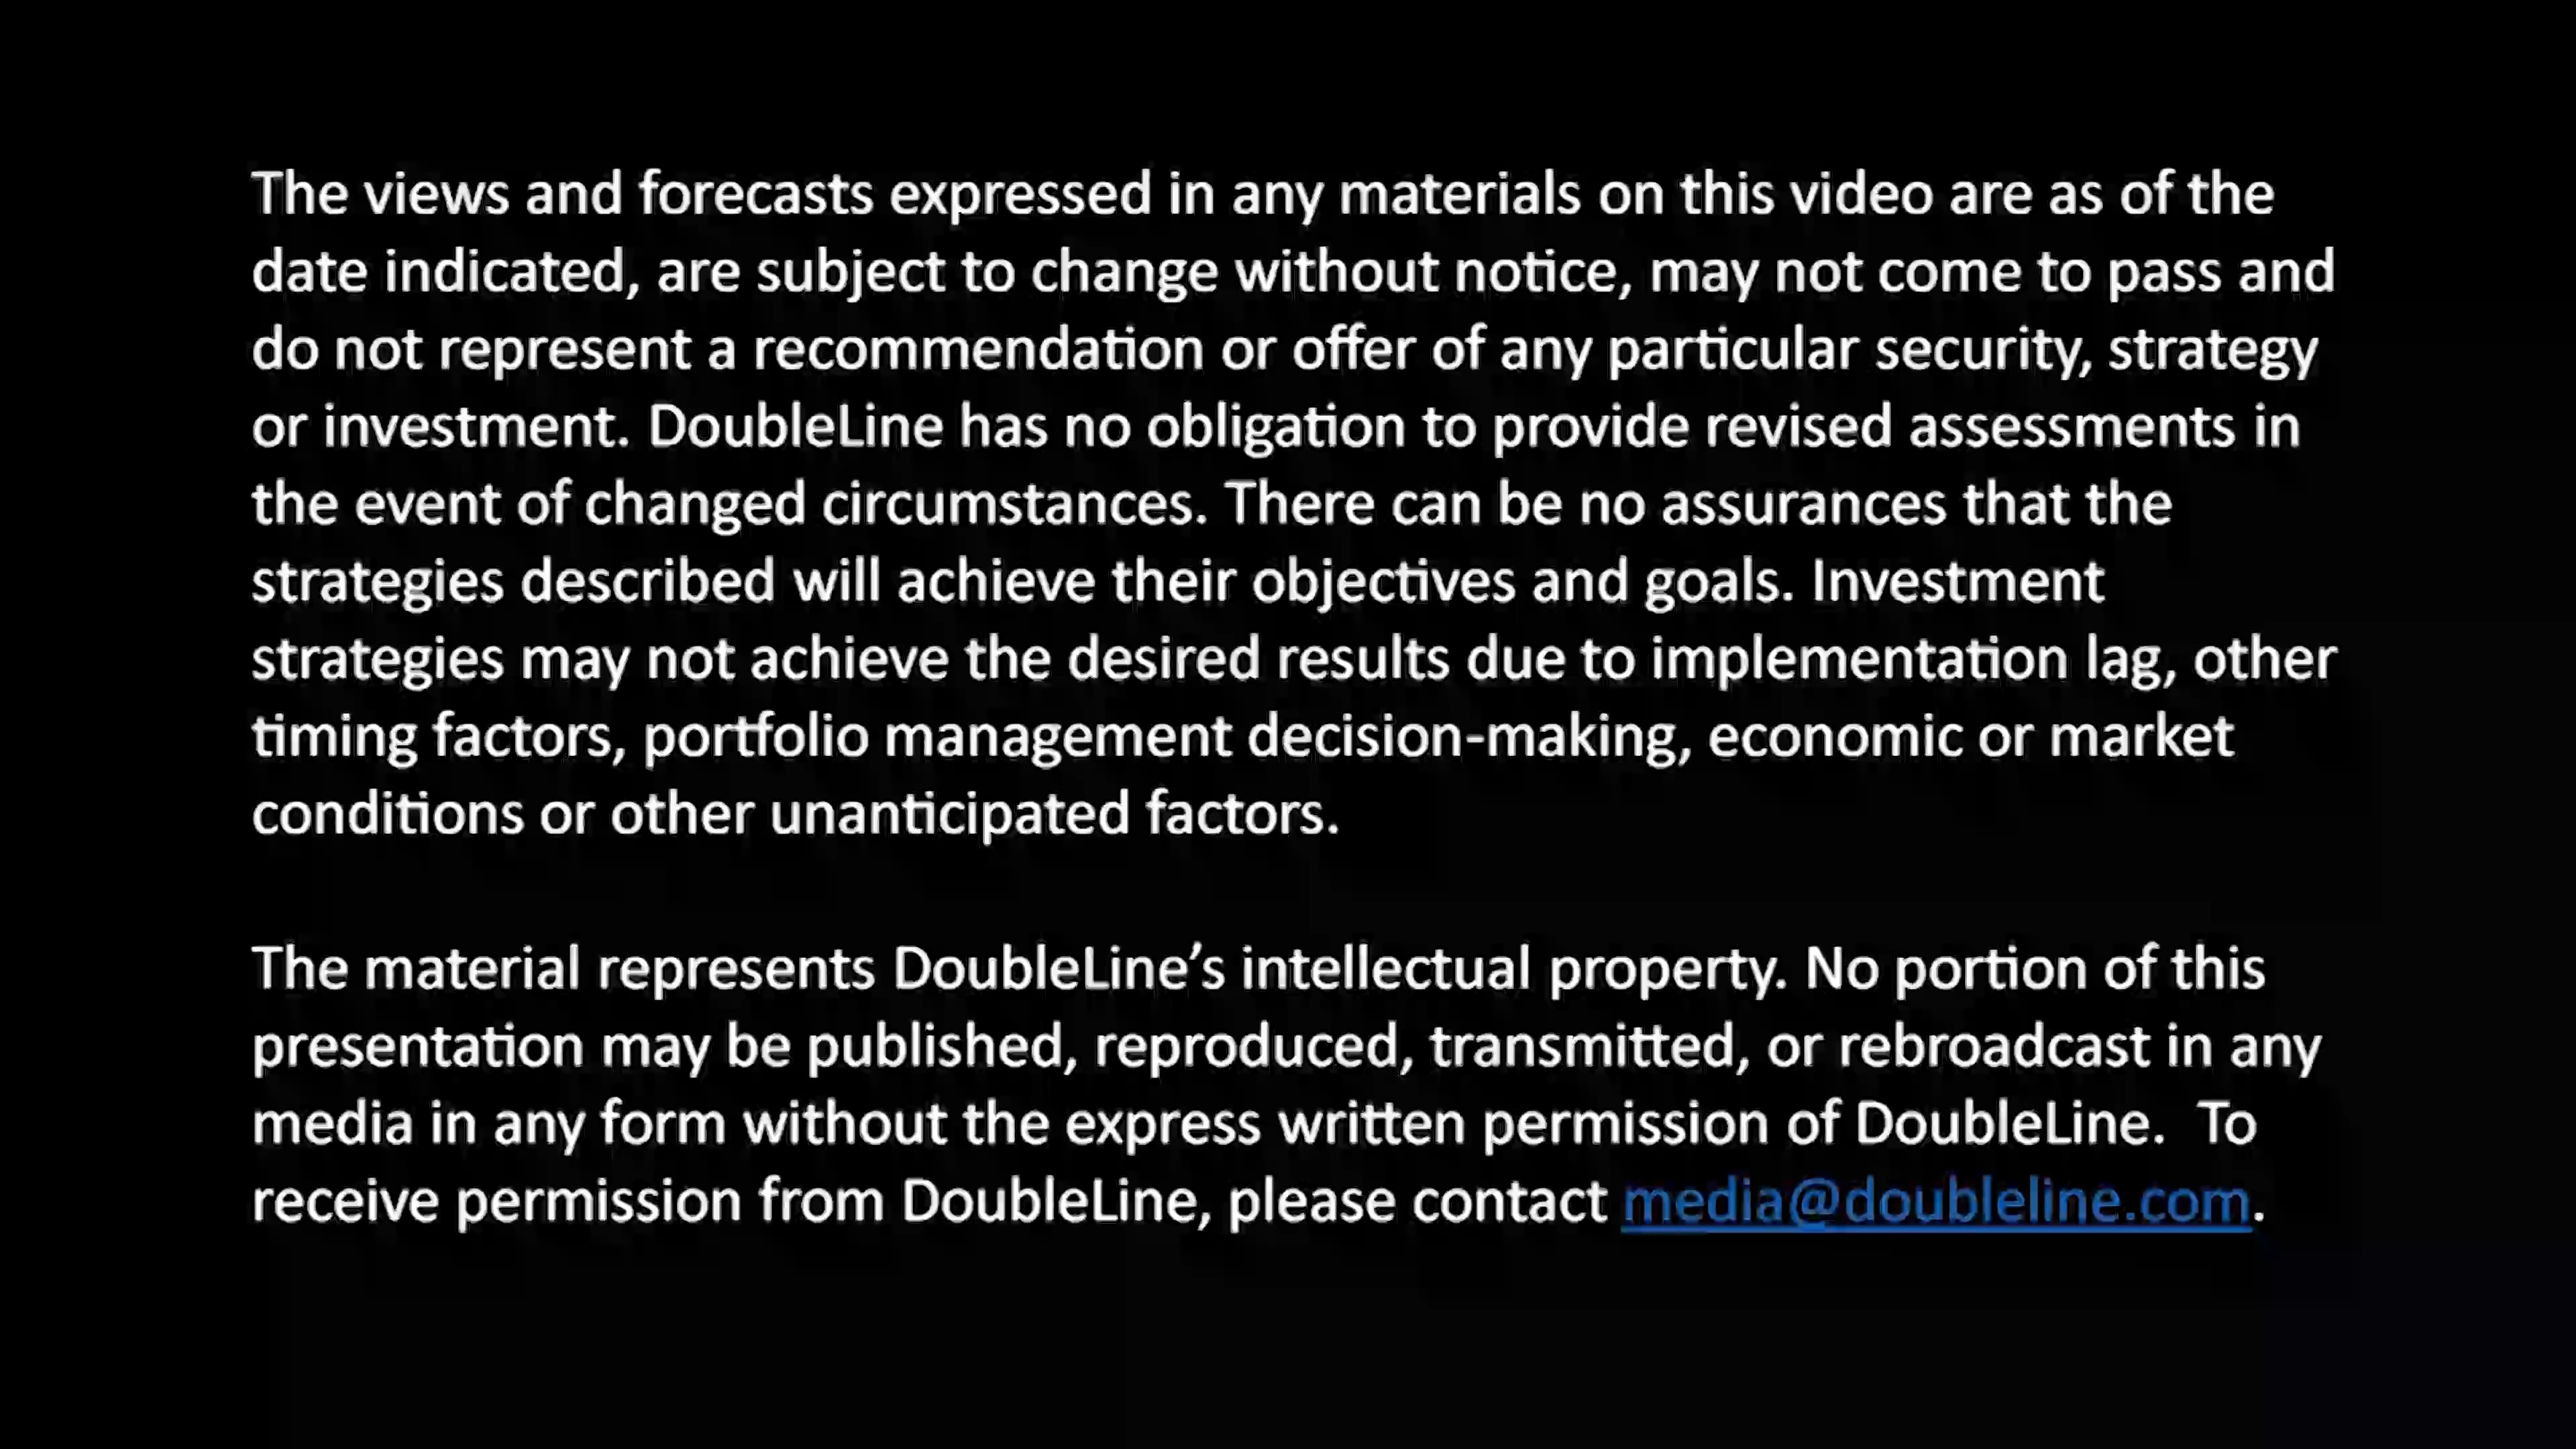 The views and forecasts expressed in any materials on this video are as of the
date indicated, are subject to change without notice, may not come to pass and
do not represent a recommendation or offer of any particular security, strategy
or investment. DoubleLine has no obligation to provide revised assessments in
the event of changed circumstances. There can be no assurances that the
strategies described will achieve their objectives and goals. Investment
strategies may not achieve the desired results due to implementation lag, other
timing factors, portfolio management decision-making, economic or market
conditions or other unanticipated factors.
The material represents DoubleLine’s intellectual property. No portion of this
presentation may be published, reproduced, transmitted, or rebroadcast in any
media in any form without the express written permission of DoubleLine.  To
receive permission from DoubleLine, please contact media@doubleline.com.